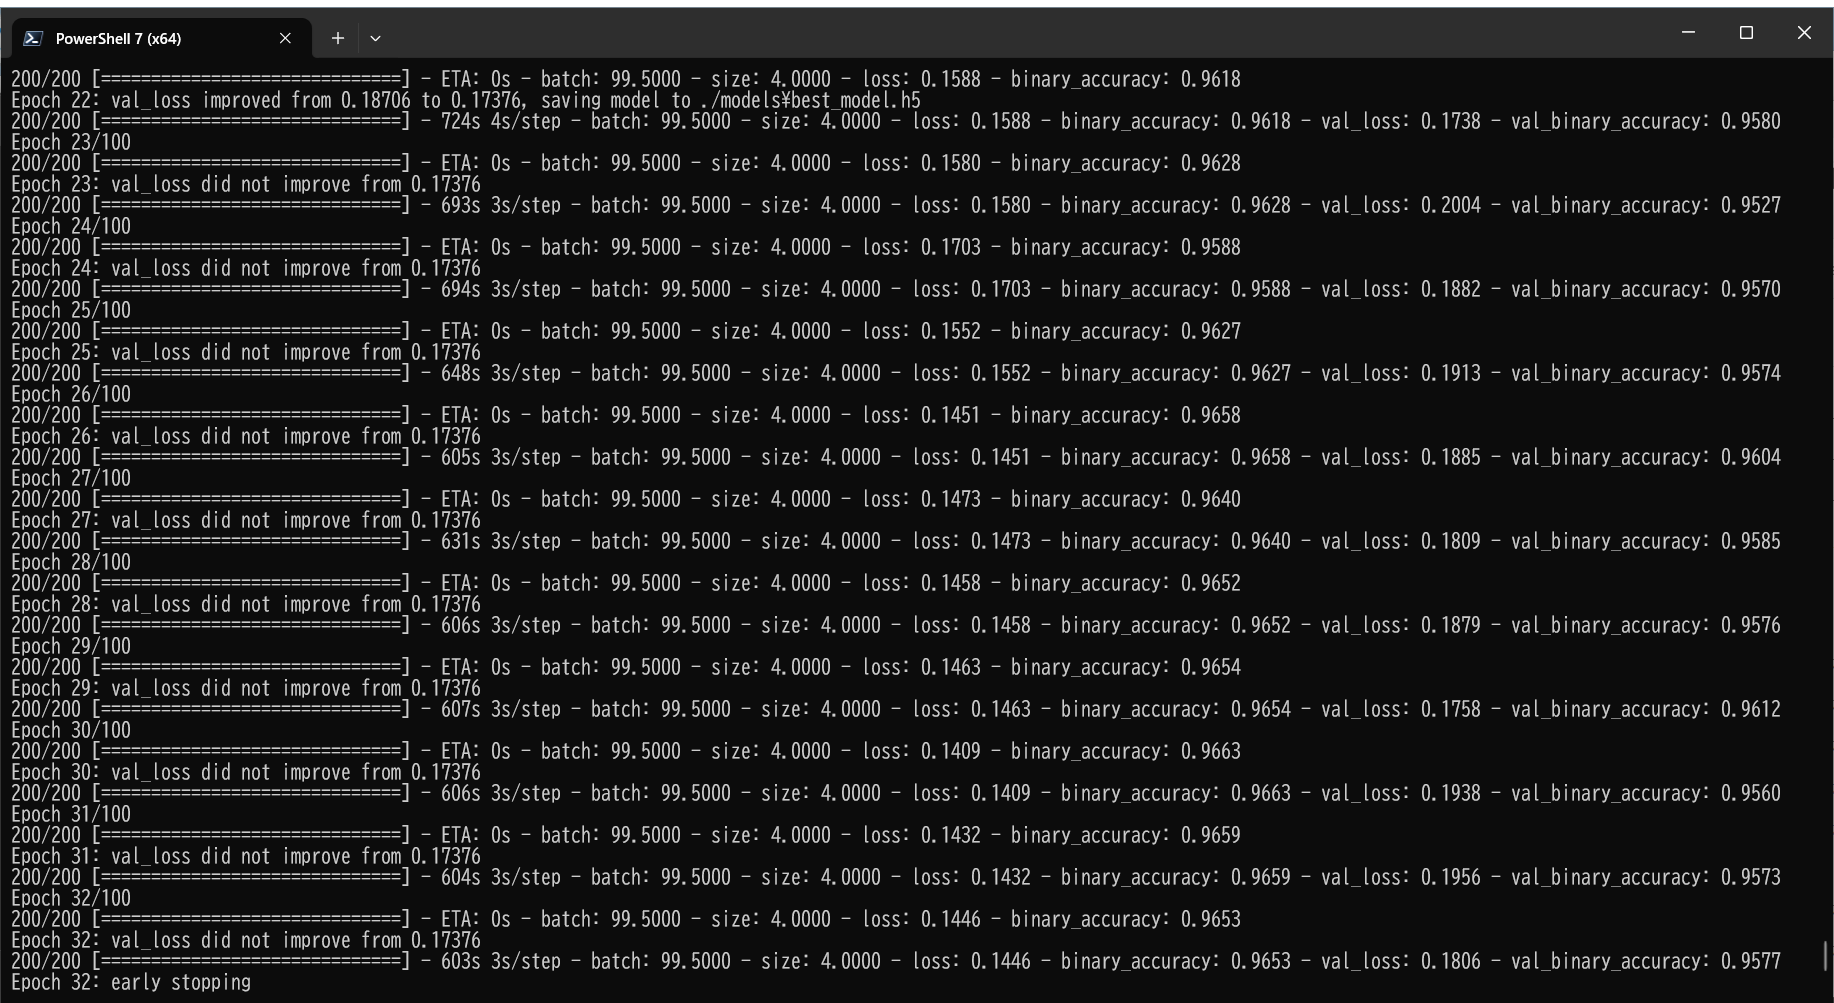 PowerShell 7 (x64)
200/200 [==============================] - ETA: 0s - batch: 99.5000 - size: 4.0000 - loss: 0.1588 - binary_accuracy: 0.9618
Epoch 22: val_loss improved from 0.18706 to 0.17376, saving model to ./models¥best_model.h5
200/200 [==============================] - 724s 4s/step - batch: 99.5000 - size: 4.0000 - loss: 0.1588 - binary_accuracy: 0.9618 - val_loss: 0.1738 - val_binary_accuracy: 0.9580
Epoch 23/100
200/200 [==============================] - ETA: 0s - batch: 99.5000 - size: 4.0000 - loss: 0.1580 - binary_accuracy: 0.9628
Epoch 23: val_loss did not improve from 0.17376
200/200 [==============================] - 693s 3s/step - batch: 99.5000 - size: 4.0000 - loss: 0.1580 - binary_accuracy: 0.9628 - val_loss: 0.2004 - val_binary_accuracy: 0.9527
Epoch 24/100
200/200 [==============================] - ETA: 0s - batch: 99.5000 - size: 4.0000 - loss: 0.1703 - binary_accuracy: 0.9588
Epoch 24: val_loss did not improve from 0.17376
200/200 [==============================] - 694s 3s/step - batch: 99.5000 - size: 4.0000 - loss: 0.1703 - binary_accuracy: 0.9588 - val_loss: 0.1882 - val_binary_accuracy: 0.9570
Epoch 25/100
200/200 [==============================] - ETA: 0s - batch: 99.5000 - size: 4.0000 - loss: 0.1552 - binary_accuracy: 0.9627
Epoch 25: val_loss did not improve from 0.17376
200/200 [==============================] - 648s 3s/step - batch: 99.5000 - size: 4.0000 - loss: 0.1552 - binary_accuracy: 0.9627 - val_loss: 0.1913 - val_binary_accuracy: 0.9574
Epoch 26/100
200/200 [==============================] - ETA: 0s - batch: 99.5000 - size: 4.0000 - loss: 0.1451 - binary_accuracy: 0.9658
Epoch 26: val_loss did not improve from 0.17376
200/200 [==============================] - 605s 3s/step - batch: 99.5000 - size: 4.0000 - loss: 0.1451 - binary_accuracy: 0.9658 - val_loss: 0.1885 - val_binary_accuracy: 0.9604
Epoch 27/100
200/200 [==============================] - ETA: 0s - batch: 99.5000 - size: 4.0000 - loss: 0.1473 - binary_accuracy: 0.9640
Epoch 27: val_loss did not improve from 0.17376
200/200 [==============================] - 631s 3s/step - batch: 99.5000 - size: 4.0000 - loss: 0.1473 - binary_accuracy: 0.9640 - val_loss: 0.1809 - val_binary_accuracy: 0.9585
Epoch 28/100
200/200 [==============================] - ETA: 0s - batch: 99.5000 - size: 4.0000 - loss: 0.1458 - binary_accuracy: 0.9652
Epoch 28: val_loss did not improve from 0.17376
200/200 [==============================] - 606s 3s/step - batch: 99.5000 - size: 4.0000 - loss: 0.1458 - binary_accuracy: 0.9652 - val_loss: 0.1879 - val_binary_accuracy: 0.9576
Epoch 29/100
200/200 [==============================] - ETA: 0s - batch: 99.5000 - size: 4.0000 - loss: 0.1463 - binary_accuracy: 0.9654
Epoch 29: val_loss did not improve from 0.17376
200/200 [==============================] - 607s 3s/step - batch: 99.5000 - size: 4.0000 - loss: 0.1463 - binary_accuracy: 0.9654 - val_loss: 0.1758 - val_binary_accuracy: 0.9612
Epoch 30/100
200/200 [==============================] - ETA: 0s - batch: 99.5000 - size: 4.0000 - loss: 0.1409 - binary_accuracy: 0.9663
Epoch 30: val_loss did not improve from 0.17376
200/200 [==============================] - 606s 3s/step - batch: 99.5000 - size: 4.0000 - loss: 0.1409 - binary_accuracy: 0.9663 - val_loss: 0.1938 - val_binary_accuracy: 0.9560
Epoch 31/100
200/200 [==============================] - ETA: 0s - batch: 99.5000 - size: 4.0000 - loss: 0.1432 - binary_accuracy: 0.9659
Epoch 31: val_loss did not improve from 0.17376
200/200 [==============================] - 604s 3s/step - batch: 99.5000 - size: 4.0000 - loss: 0.1432 - binary_accuracy: 0.9659 - val_loss: 0.1956 - val_binary_accuracy: 0.9573
Epoch 32/100
200/200 [==============================] - ETA: 0s - batch: 99.5000 - size: 4.0000 - loss: 0.1446 - binary_accuracy: 0.9653
Epoch 32: val_loss did not improve from 0.17376
200/200 [==============================] - 603s 3s/step - batch: 99.5000 - size: 4.0000 - loss: 0.1446 - binary_accuracy: 0.9653 - val_loss: 0.1806 - val_binary_accuracy: 0.9577
Epoch 32: early stopping